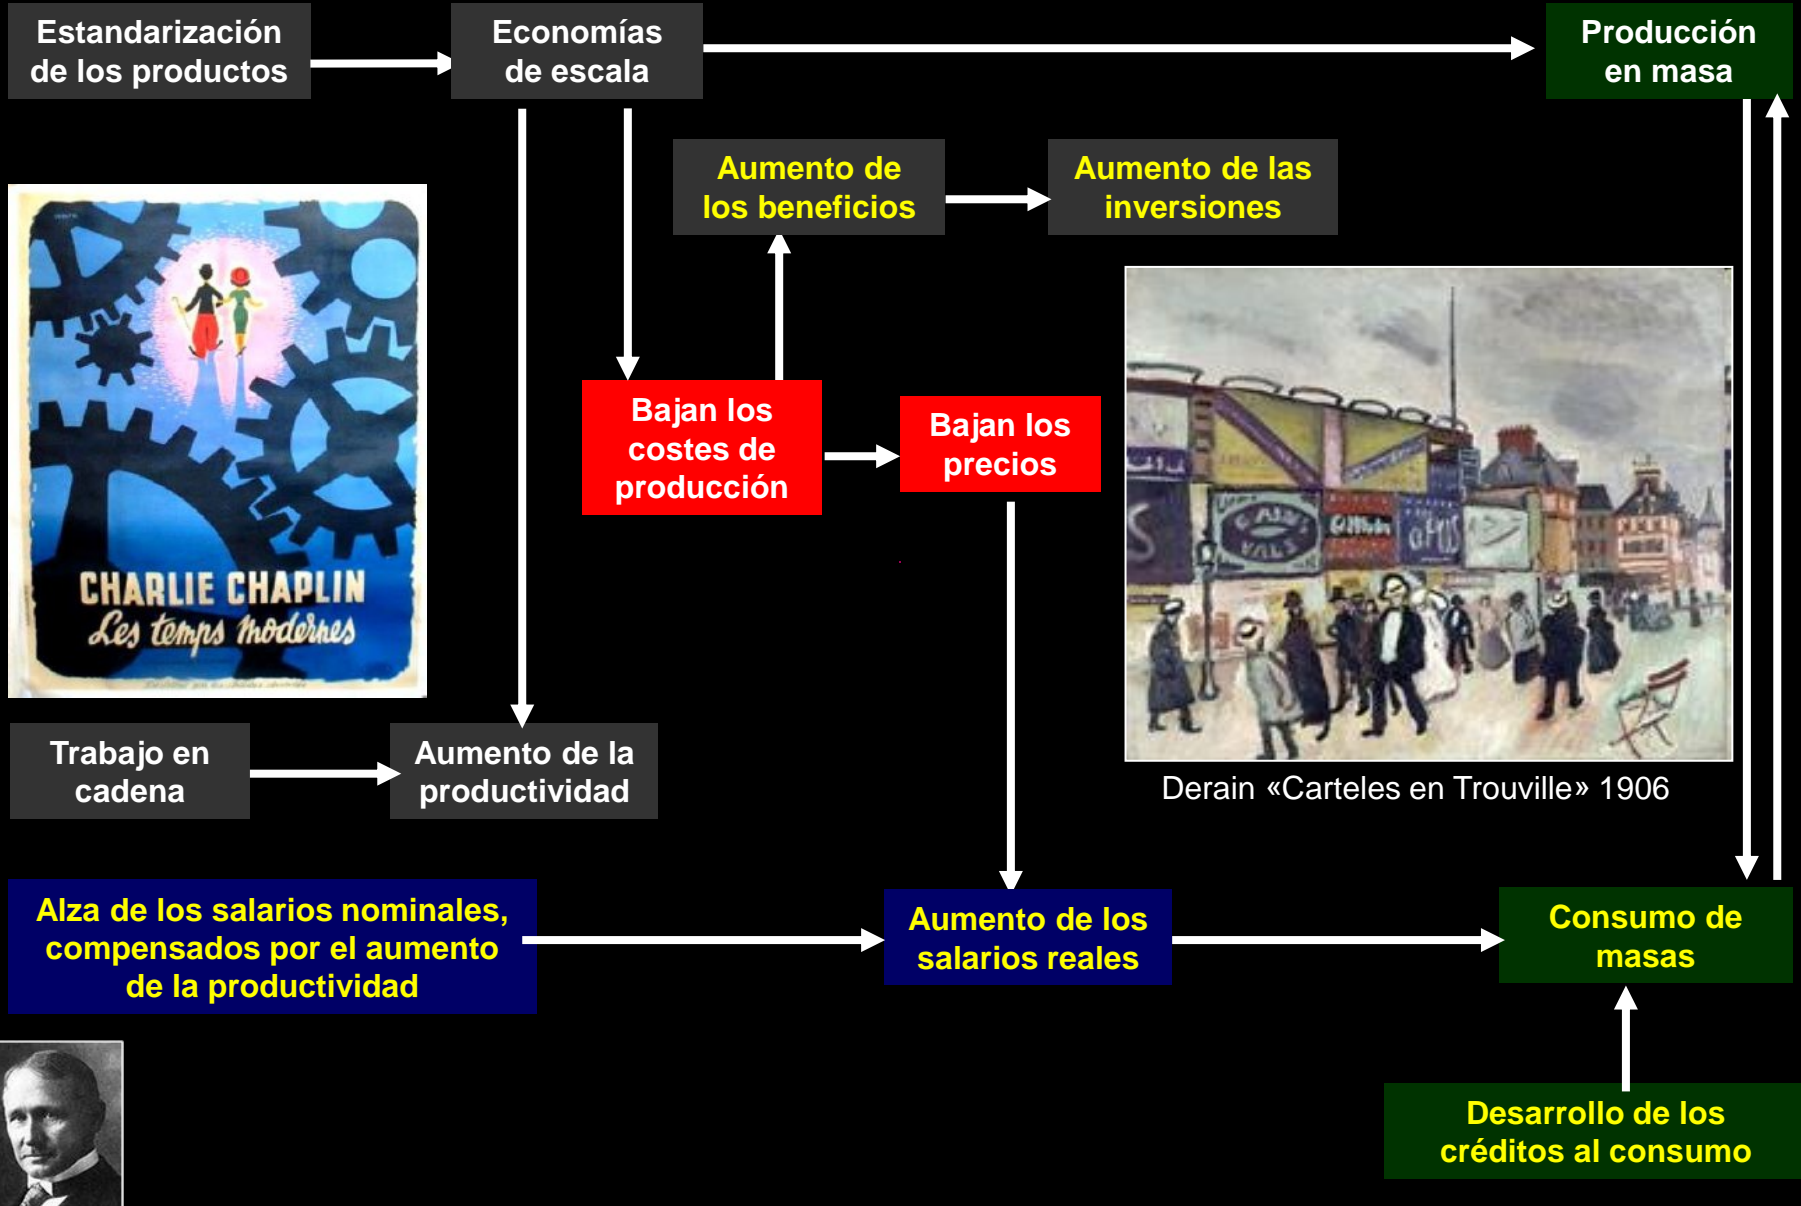 Estandarización
de los productos
Economías
de escala
Producción
en masa
Aumento de
los beneficios
Aumento de las
inversiones
CHARLIE CHAPLIN
Les temps modernes
Bajan los
costes de
producción
Bajan los
precios
Derain «Carteles en Trouville» 1906
Trabajo en
cadena
Aumento de la
productividad
Alza de los salarios nominales,
compensados por el aumento
de la productividad
Aumento de los
salarios reales
Consumo de
masas
Desarrollo de los
créditos al consumo